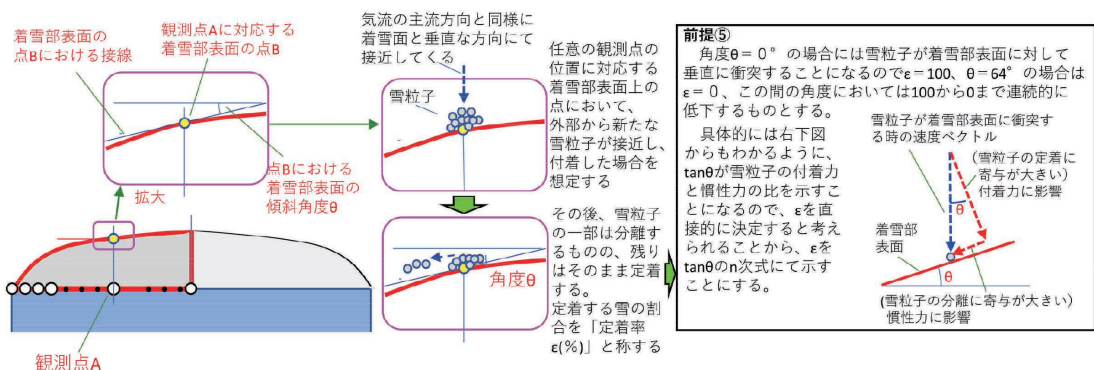 着雪部表面の
点Bにおける接線
観測点Aに対応する
着雪部表面の点B
点Bにおける
着雪部表面の
傾斜角度θ
拡大
観測点A
気流の主流方向と同様に
着雪面と垂直な方向にて
接近してくる
雪粒子
任意の観測点の
位置に対応する
着雪部表面上の
点において、
外部から新たな
雪粒子が接近し、
付着した場合を
想定する
角度θ
その後、雪粒子
の一部は分離す
るものの、残り
はそのまま定着
する。
定着する雪の割
合を「定着率
ε(%)」と称する
前提⑤
角度θ=0°の場合には雪粒子が着雪部表面に対して
垂直に衝突することになるのでε=100、θ=64°の場合は
ε=0、この間の角度においては100から0まで連続的に
低下するものとする。
具体的には右下図
からもわかるように、
tanθが雪粒子の付着力
と慣性力の比を示すこ
とになるので、εを直
接的に決定すると考え
られることから、εを
tanθのn次式にて示す
ことにする。
雪粒子が着雪部表面に衝突す
る時の速度ベクトル
(雪粒子の定着に
寄与が大きい)
付着力に影響
θ
着雪部
表面
θ
(雪粒子の分離に寄与が大きい)
慣性力に影響